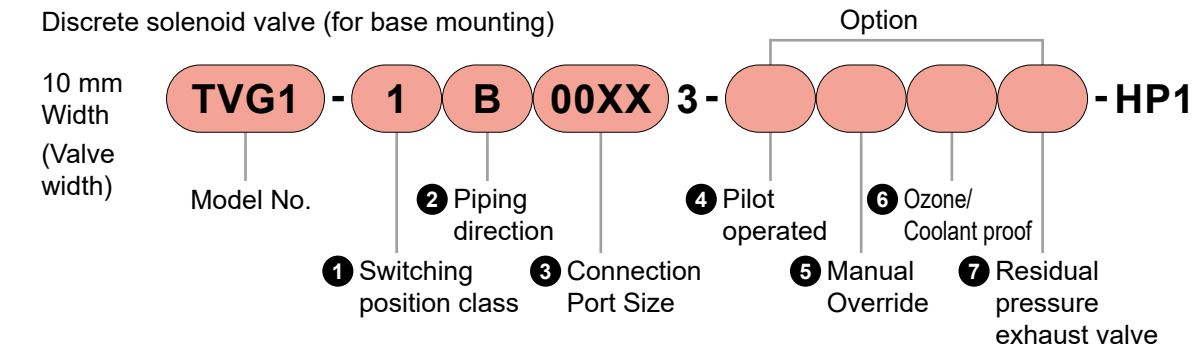 Discrete solenoid valve (for base mounting)
Option
10 mm
Width
(Valve
width)
TVG1 - 1 B 00XX 3 - - HP1
Model No.
2 Piping
direction
4 Pilot
operated
6 Ozone/
Coolant proof
1 Switching
position class
3 Connection
Port Size
5 Manual
Override
7 Residual
pressure
exhaust valve